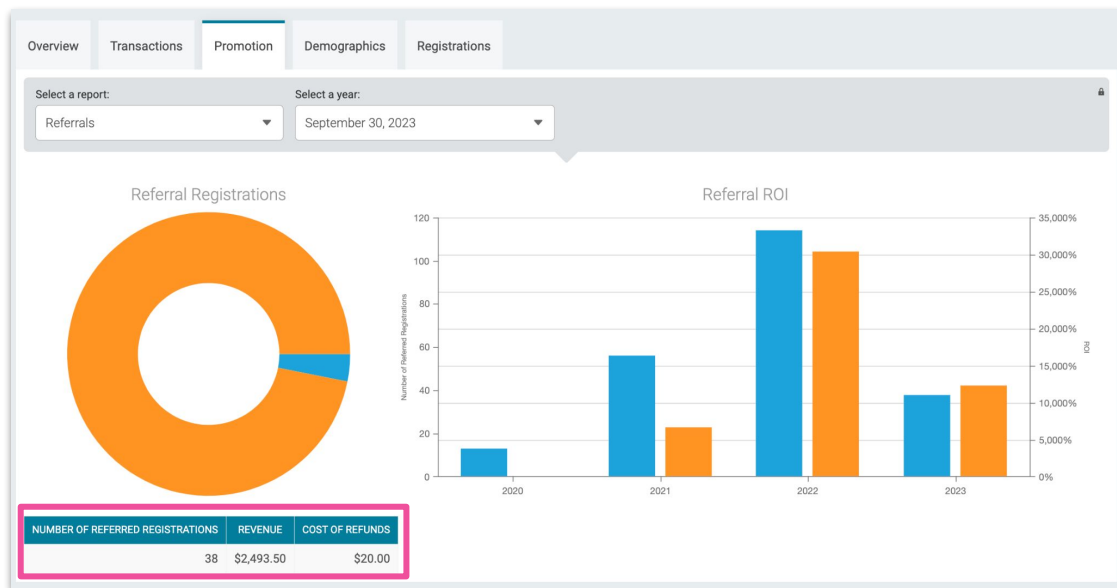 Overview Transactions Promotion Demographics Registrations
Select a report: Select a year:
Referrals September 30, 2023
Referral Registrations
NUMBER OF REFERRED REGISTRATIONS REVENUE COST OF REFUNDS
38 $2,493.50 $20.00
Referral ROI
Number of Referred Registrations
120
100
80
60
40
20
0
35,000%
30,000%
25,000%
20,000%
15,000%
10,000%
5,000%
0%
ROI
2020 2021 2022 2023